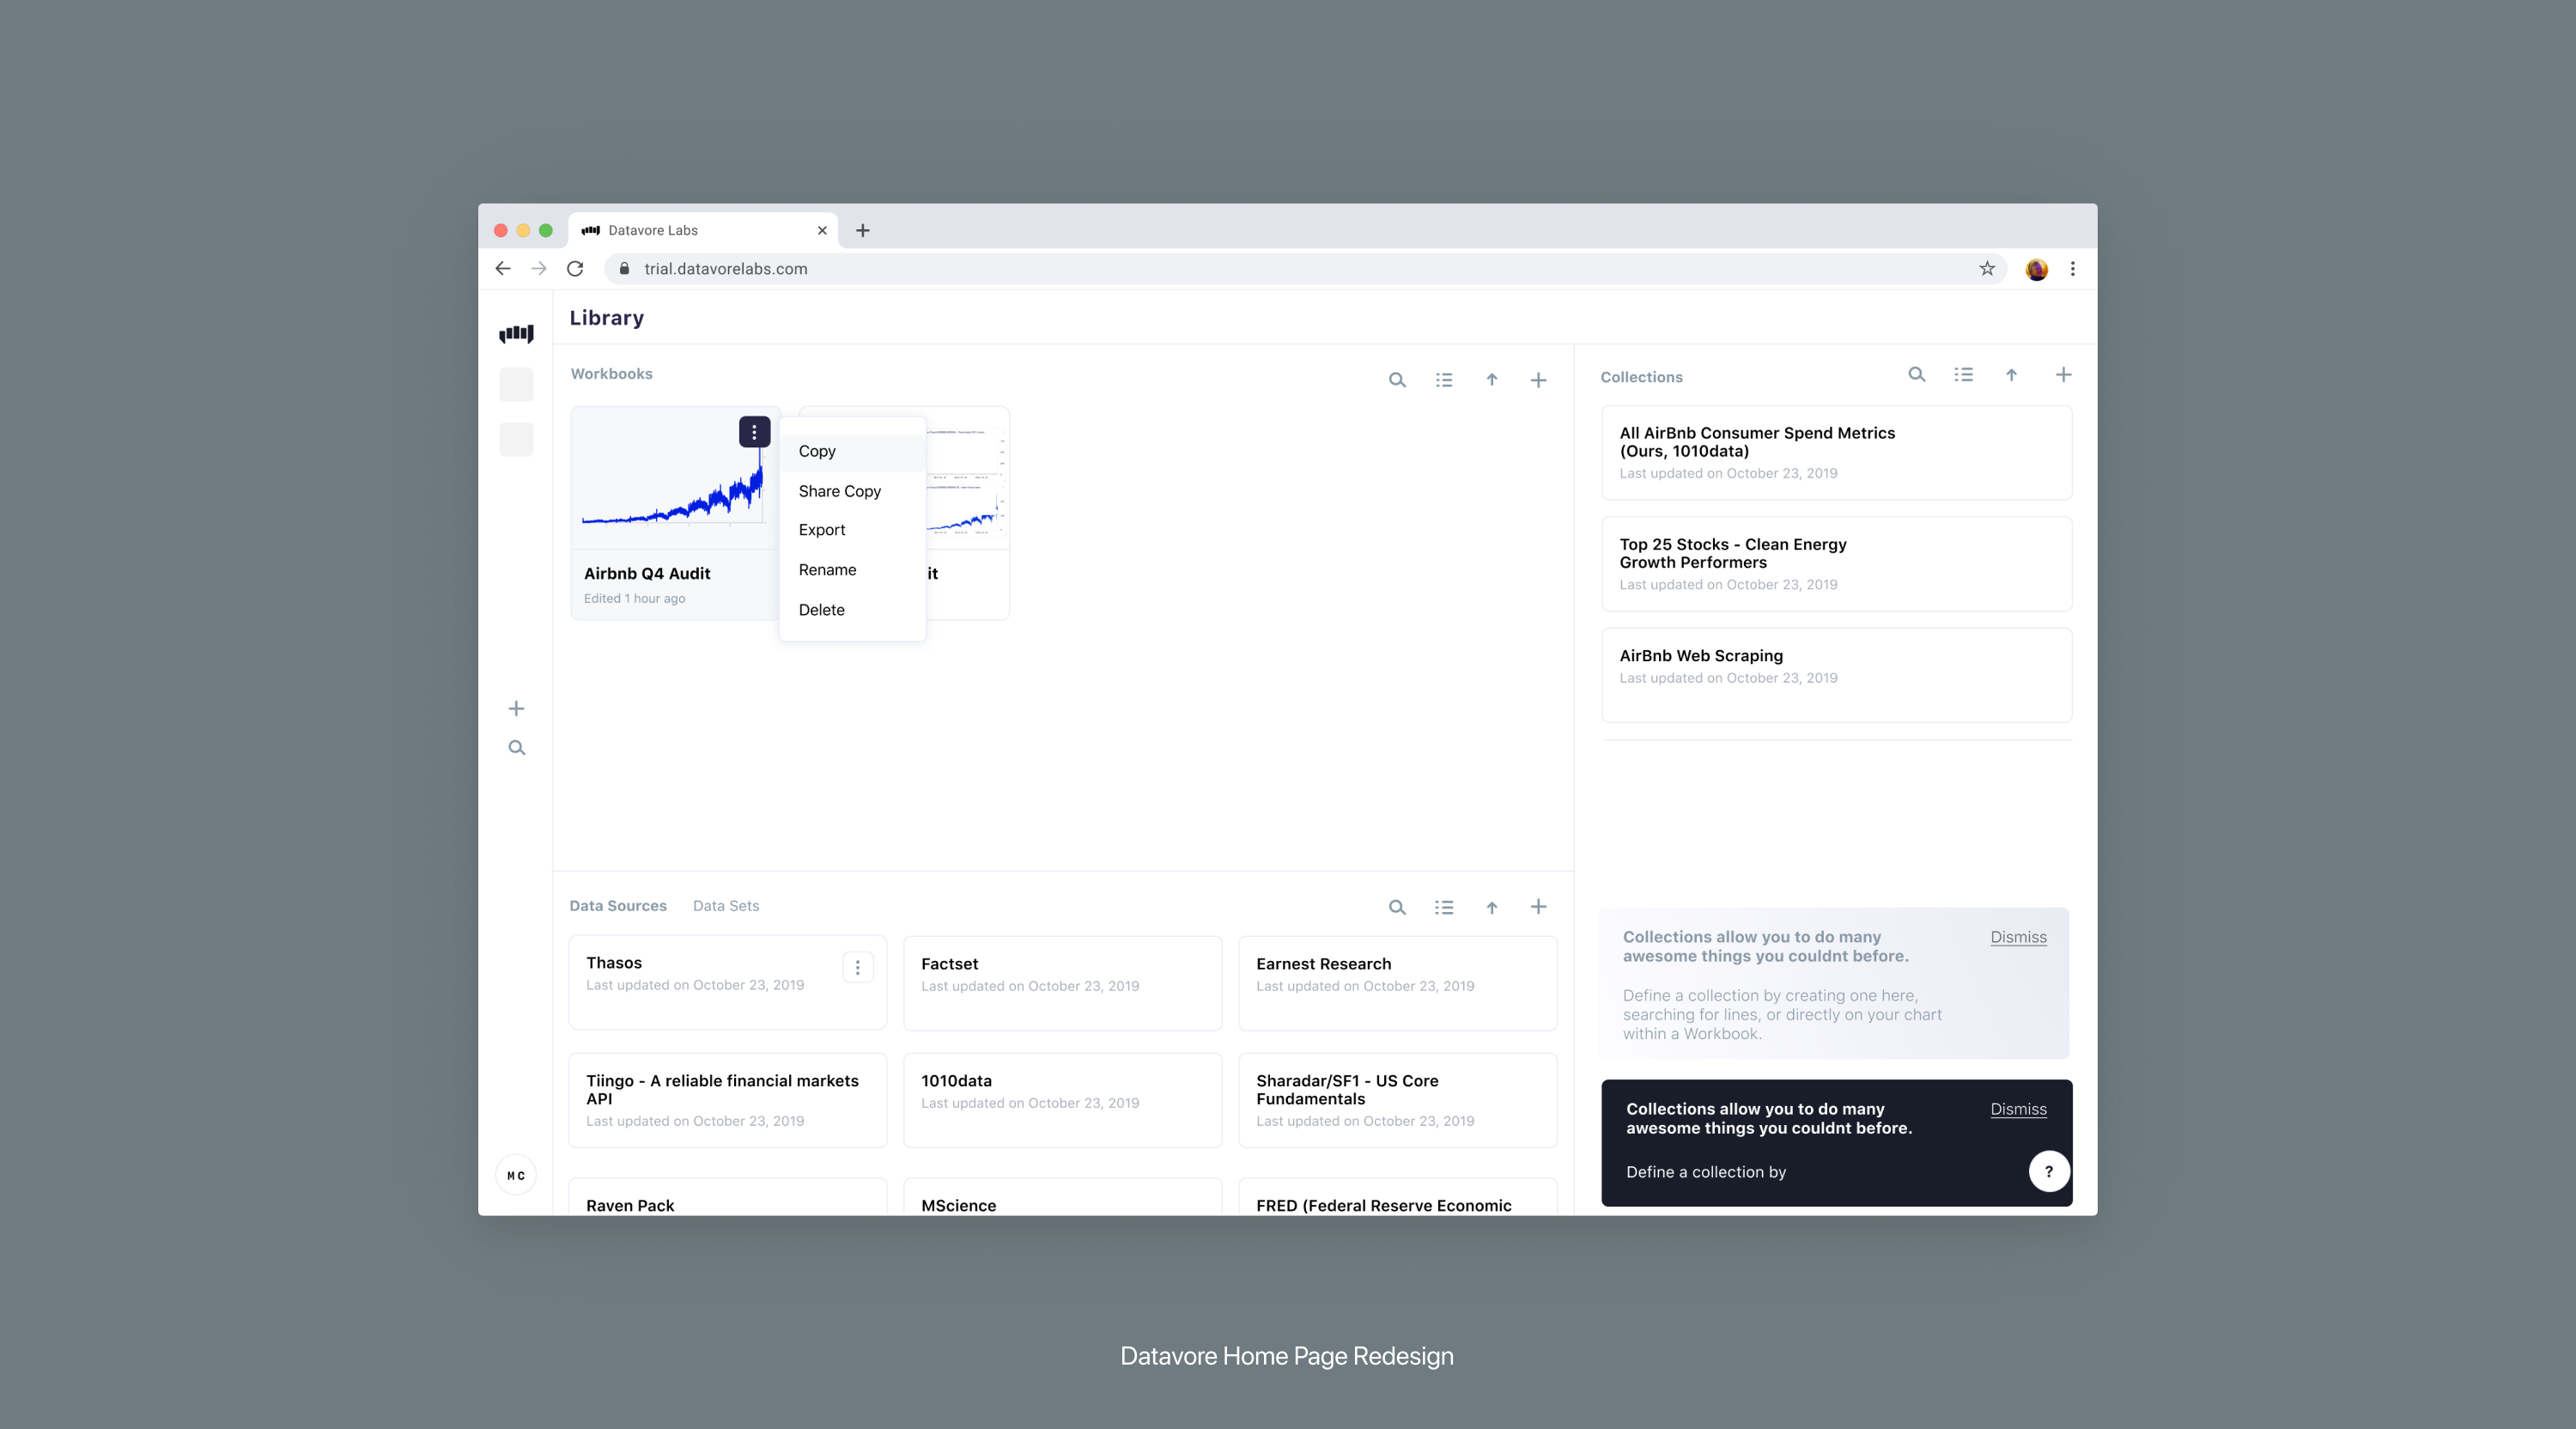 Datavore Labs
trial.datavorelabs.com
Library
Workbooks
Copy
Share Copy
Export
Rename
Delete
Airbnb Q4 Audit
Edited 1 hour ago
it
Collections
All AirBnb Consumer Spend Metrics
(Ours, 1010data)
Last updated on October 23, 2019
Top 25 Stocks - Clean Energy
Growth Performers
Last updated on October 23, 2019
AirBnb Web Scraping
Last updated on October 23, 2019
Data Sources
Data Sets
Thasos
Last updated on October 23, 2019
Factset
Last updated on October 23, 2019
Earnest Research
Last updated on October 23, 2019
Tiingo - A reliable financial markets
API
Last updated on October 23, 2019
1010data
Last updated on October 23, 2019
Sharadar/SF1 - US Core
Fundamentals
Last updated on October 23, 2019
Raven Pack
MScience
FRED (Federal Reserve Economic
Collections allow you to do many
awesome things you couldnt before.
Dismiss
Define a collection by creating one here,
searching for lines, or directly on your chart
within a Workbook.
Collections allow you to do many
awesome things you couldnt before.
Dismiss
Define a collection by
?
MC
Datavore Home Page Redesign